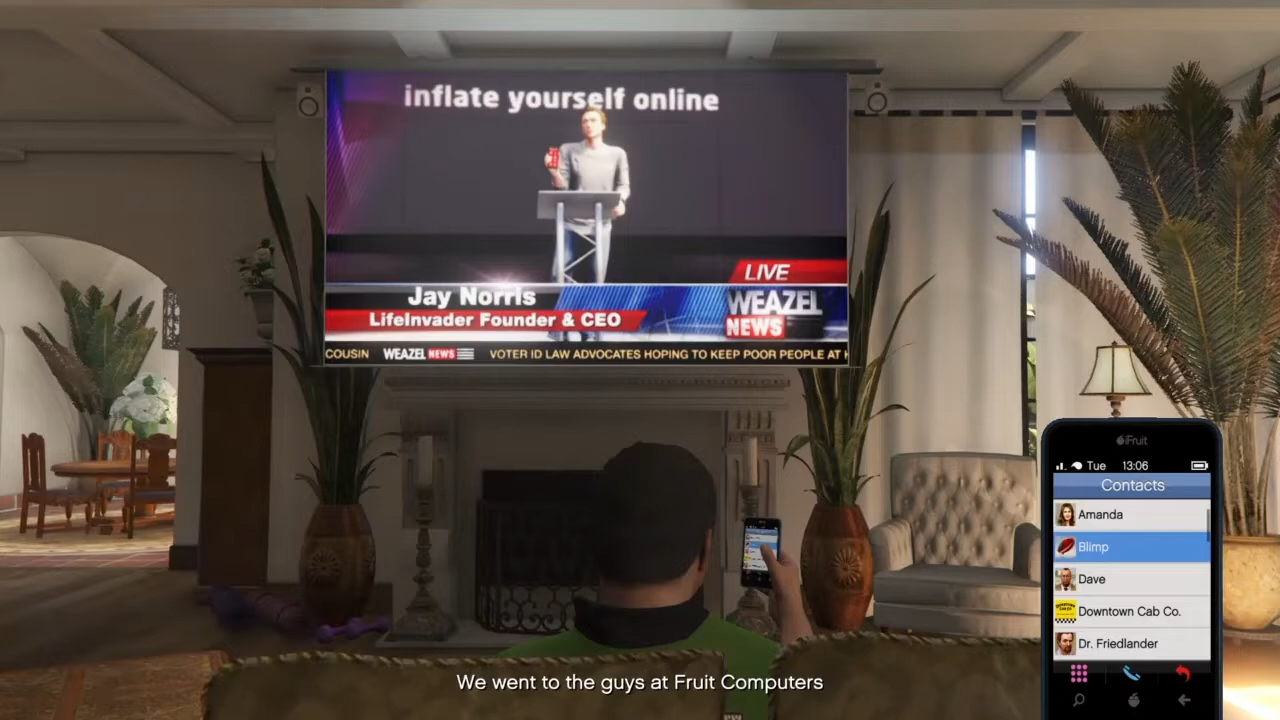 inflate yourself online
LIVE
Jay Norris
LifeInvader Founder & CEO
WEAZEL
NEWS
COUSIN WEAZEL NEWS VOTER ID LAW ADVOCATES HOPING TO KEEP POOR PEOPLE AT
iFruit
Tue 13:06
Contacts
Amanda
Blimp
Dave
Downtown Cab Co.
Dr. Friedlander
We went to the guys at Fruit Computers